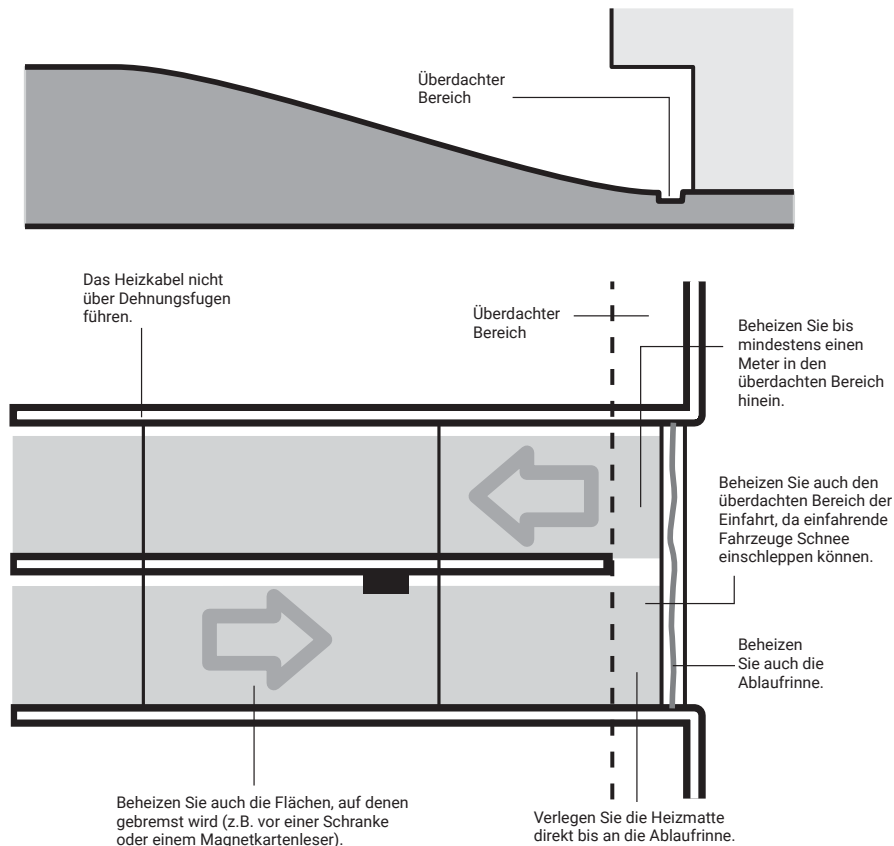 Überdachter
Bereich
Das Heizkabel nicht
über Dehnungsfugen
führen.
Überdachter
Bereich
Beheizen Sie bis
mindestens einen
Meter in den
überdachten Bereich
hinein.
Beheizen Sie auch den
überdachten Bereich der
Einfahrt, da einfahrende
Fahrzeuge Schnee
einschleppen können.
Beheizen
Sie auch die
Ablaufrinne.
Beheizen Sie auch die Flächen, auf denen
gebremst wird (z.B. vor einer Schranke
oder einem Magnetkartenleser).
Verlegen Sie die Heizmatte
direkt bis an die Ablaufrinne.